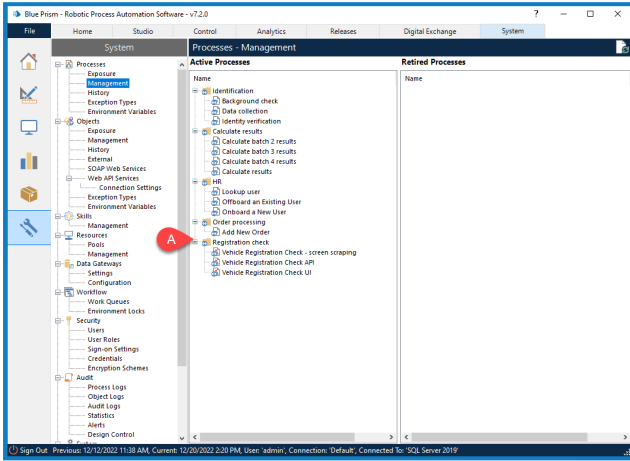 Blue Prism - Robotic Process Automation Software - v7.2.0
File Home Studio Control Analytics Releases Digital Exchange System
System
Processes - Management
Processes
Exposure
Management
History
Exception Types
Environment Variables
Objects
Exposure
Management
History
External
SOAP Web Services
Web API Services
Connection Settings
Exception Types
Environment Variables
Skills
Management
Resources
Pools
Management
Data Gateways
Settings
Configuration
Workflow
Work Queues
Environment Locks
Security
Users
User Roles
Sign-on Settings
Credentials
Encryption Schemes
Audit
Process Logs
Object Logs
Audit Logs
Statistics
Alerts
Design Control
Active Processes
Name
Identification
Background check
Data collection
Identity verification
Calculate results
Calculate batch 2 results
Calculate batch 3 results
Calculate batch 4 results
Calculate results
HR
Lookup user
Offboard an Existing User
Onboard a New User
Order processing
Add New Order
A
Registration check
Vehicle Registration Check - screen scraping
Vehicle Registration Check API
Vehicle Registration Check UI
Retired Processes
Name
Sign Out Previous: 12/12/2022 11:38 AM, Current: 12/20/2022 2:20 PM, User: 'admin', Connection: 'Default', Connected To: 'SQL Server 2019'